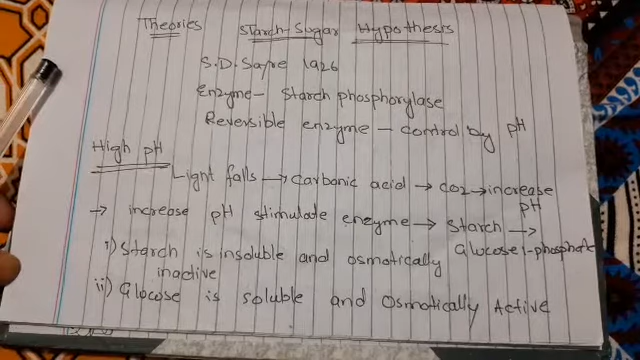 Theories Starch-Sugar Hypothesis
S.D. Sayre 1926
Enzyme - Starch phosphorylase
Reversible enzyme - control by pH
High pH
Light falls → Carbonic acid → CO2 → increase pH
→ increase pH stimulate enzyme → Starch → Glucose 1-phosphate
i) Starch is insoluble and osmotically
inactive
ii) Glucose is soluble and Osmotically Active